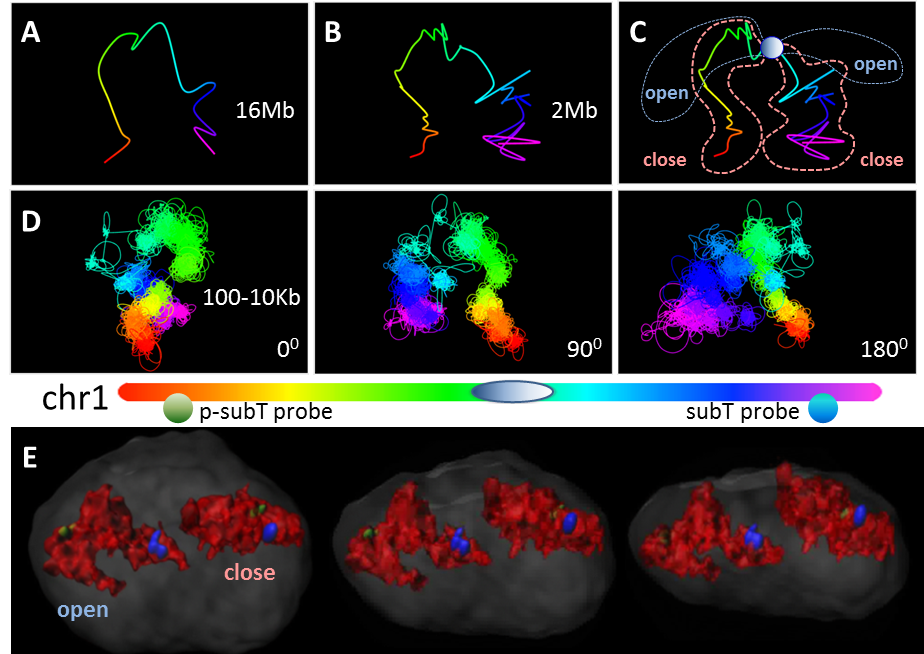 A
16Mb
B
2Mb
C
open
open
close
close
D
100-10Kb
0⁰
90⁰
180⁰
chr1
p-subT probe
subT probe
E
open
close